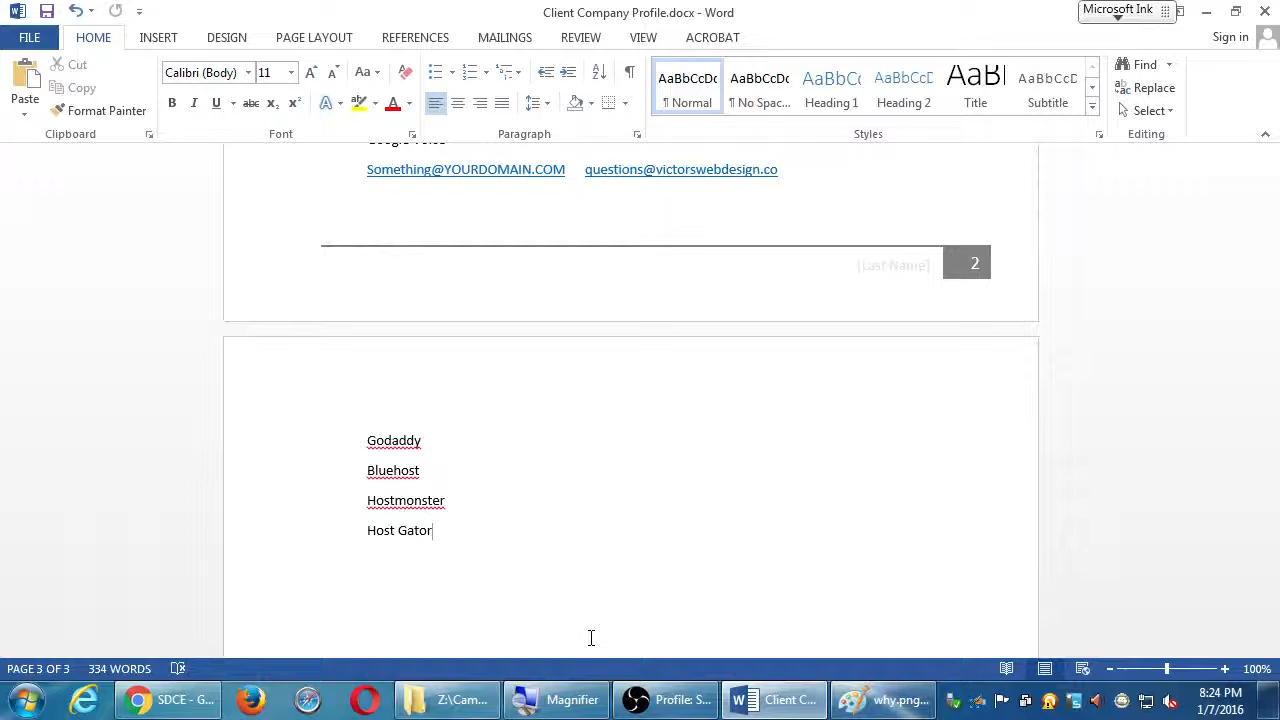 Client Company Profile.docx - Word
Microsoft Ink
FILE HOME INSERT DESIGN PAGE LAYOUT REFERENCES MAILINGS REVIEW VIEW ACROBAT Sign in
Paste
Cut
Copy
Format Painter
Clipboard
Calibri (Body) 11
Font
Paragraph
AaBbCcDc AaBbCcDc AaBbCc AaBbCcD AaB AaBbCcD
¶ Normal ¶ No Spac... Heading 1 Heading 2 Title Subtitle
Styles
Find
Replace
Select
Editing
Google Voice
Something@YOURDOMAIN.COM questions@victorswebdesign.co
[Last Name] 2
Godaddy
Bluehost
Hostmonster
Host Gator
PAGE 3 OF 3 334 WORDS 100%
SDCE - G... Z:\Cam... Magnifier Profile: S... Client C... why.png...
8:24 PM
1/7/2016